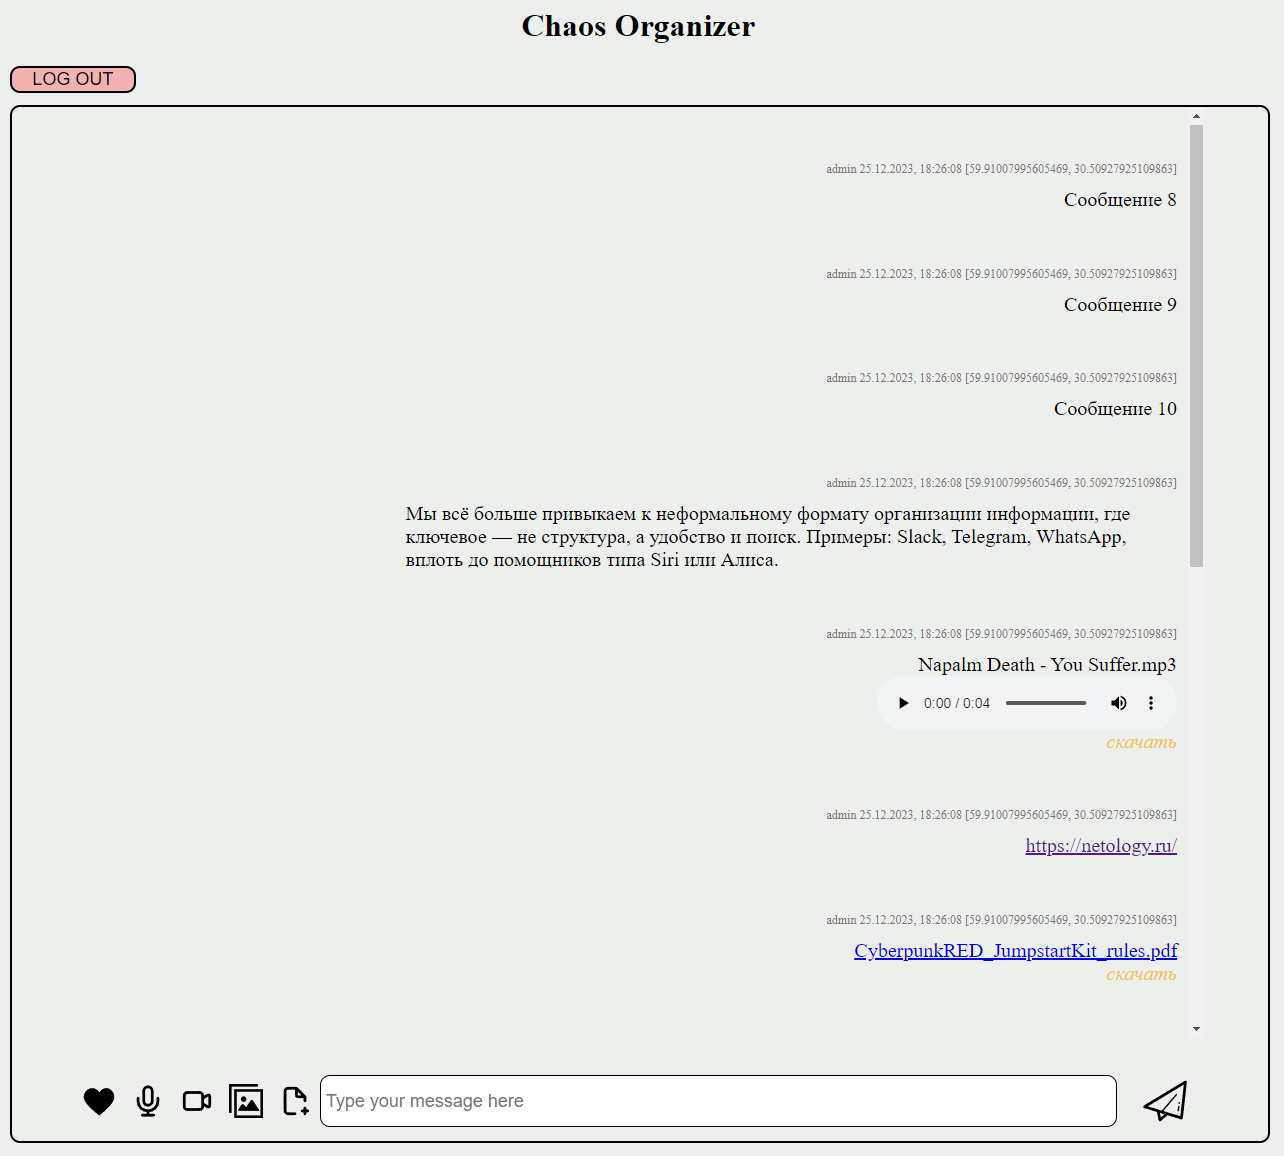 Chaos Organizer
LOG OUT
admin 25.12.2023, 18:26:08 [59.91007995605469, 30.50927925109863]
Сообщение 8
admin 25.12.2023, 18:26:08 [59.91007995605469, 30.50927925109863]
Сообщение 9
admin 25.12.2023, 18:26:08 [59.91007995605469, 30.50927925109863]
Сообщение 10
admin 25.12.2023, 18:26:08 [59.91007995605469, 30.50927925109863]
Мы всё больше привыкаем к неформальному формату организации информации, где
ключевое — не структура, а удобство и поиск. Примеры: Slack, Telegram, WhatsApp,
вплоть до помощников типа Siri или Алиса.
admin 25.12.2023, 18:26:08 [59.91007995605469, 30.50927925109863]
Napalm Death - You Suffer.mp3
0:00 / 0:04
скачать
admin 25.12.2023, 18:26:08 [59.91007995605469, 30.50927925109863]
https://netology.ru/
admin 25.12.2023, 18:26:08 [59.91007995605469, 30.50927925109863]
CyberpunkRED_JumpstartKit_rules.pdf
скачать
Type your message here